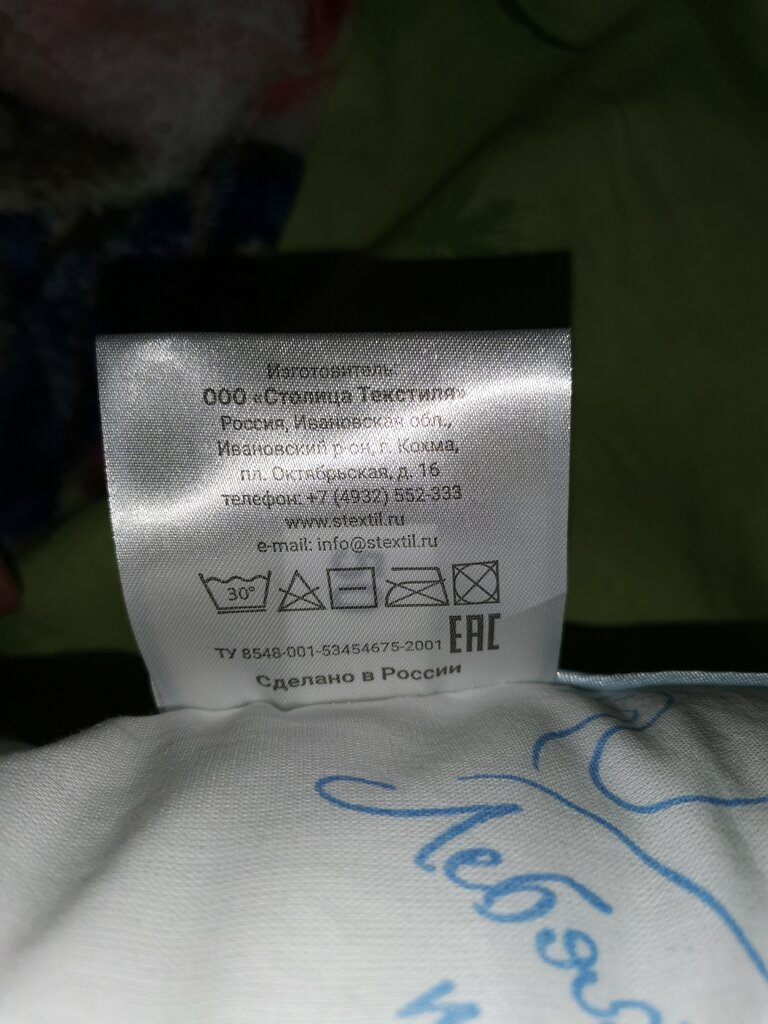 Изготовитель:
ООО «Столица Текстиля»
Россия, Ивановская обл.,
Ивановский р-он, г. Кохма,
пл. Октябрьская, д. 16
телефон: +7 (4932) 552-333
www.stextil.ru
e-mail: info@stextil.ru
30°
ТУ 8548-001-53454675-2001 EAC
Сделано в России